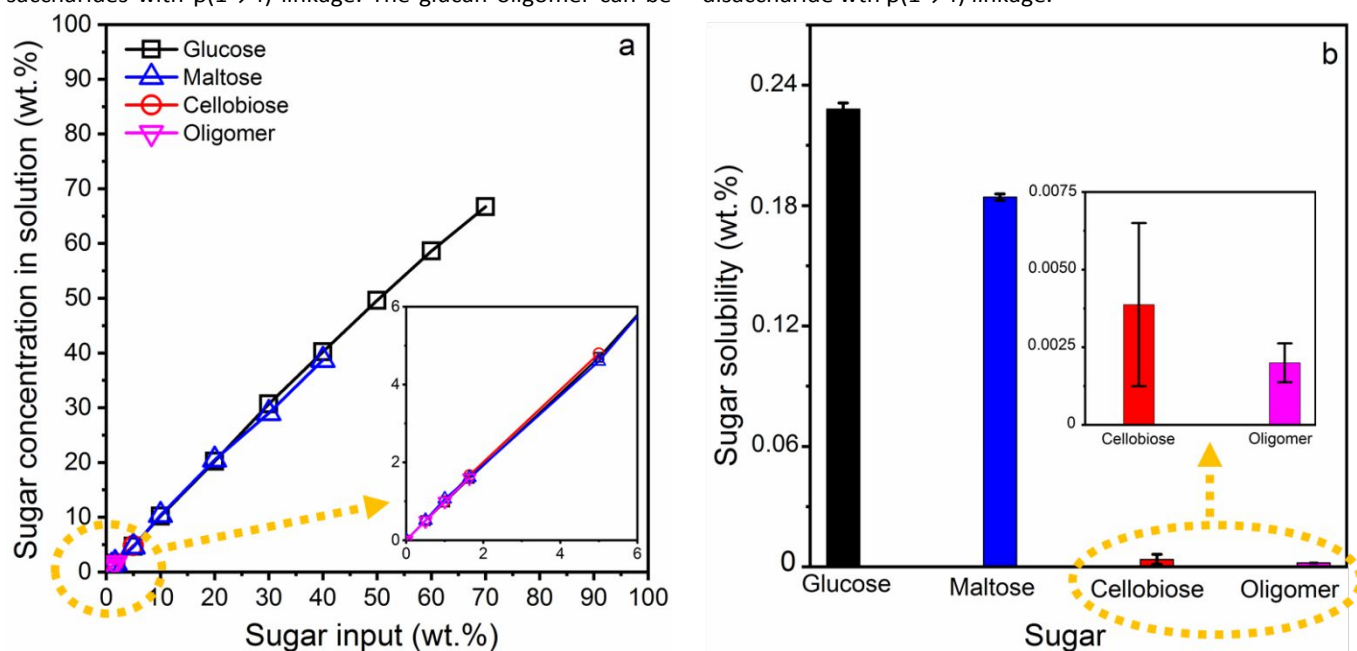 saccharides with β(1→4) linkage. The glucan oligomer can be
disaccharide wth β(1→4) linkage.
a
Glucose
Maltose
Cellobiose
Oligomer
Sugar concentration in solution (wt.%)
100
90
80
70
60
50
40
30
20
10
0
6
4
2
0
0 2 4 6
0 10 20 30 40 50 60 70 80 90 100
Sugar input (wt.%)
b
Sugar solubility (wt.%)
0.24
0.18
0.12
0.06
0
0.0075
0.0050
0.0025
0
Cellobiose Oligomer
Glucose Maltose Cellobiose Oligomer
Sugar